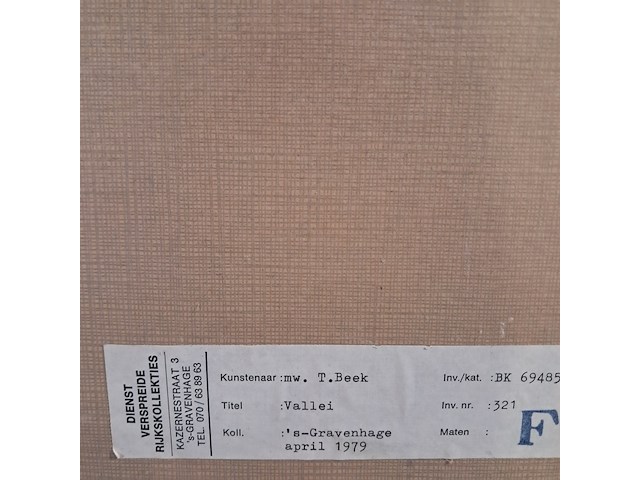 DIENST
VERSPREIDE
RIJKSKOLLEKTIES
KAZERNESTRAAT 3
's-GRAVENHAGE
TEL. 070/63 89 63
Kunstenaar :mw. T.Beek
Titel :Vallei
Koll. :'s-Gravenhage
april 1979
Inv./kat. :BK 69485
Inv. nr. :321
Maten :
F